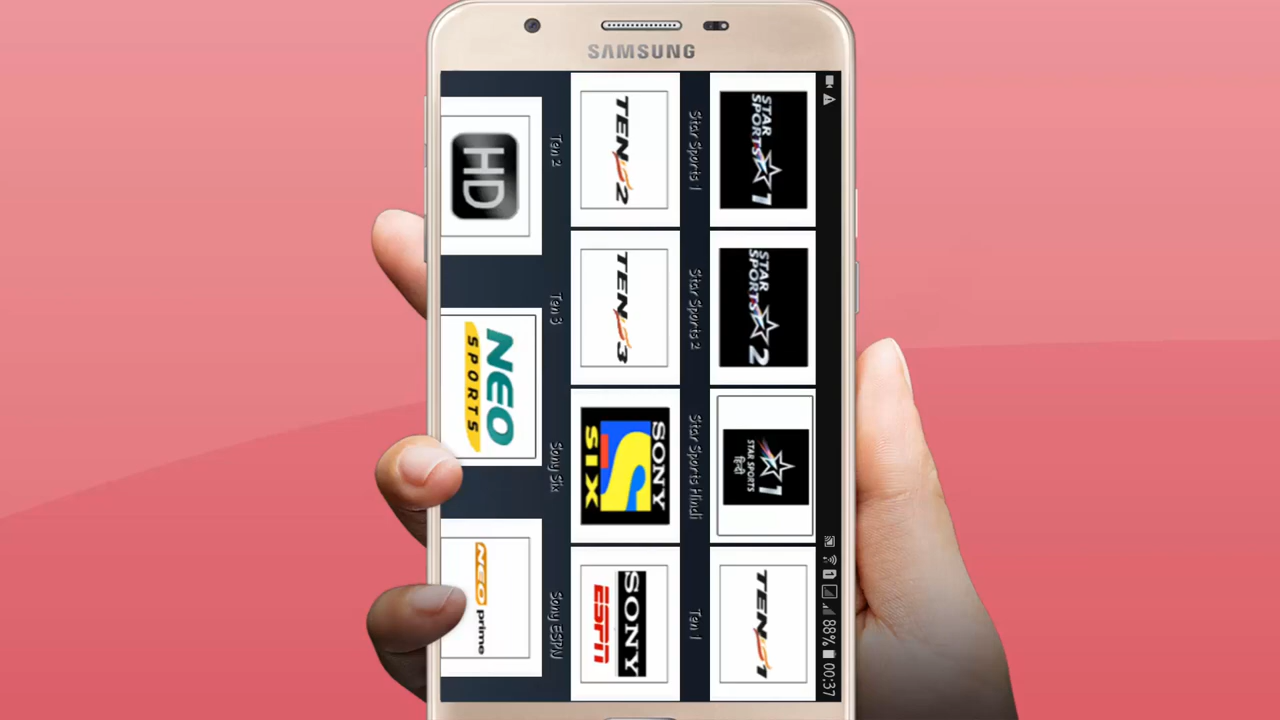 SAMSUNG
88% 00:37
STAR SPORTS 1
Star Sports 1
STAR SPORTS 2
Star Sports 2
STAR SPORTS 1 हिन्दी
Star Sports Hindi
TEN 1
Ten 1
TEN 2
Ten 2
TEN 3
Ten 3
SONY SIX
Sony Six
SONY ESPN
Sony ESPN
HD
NEO SPORTS
NEO prime